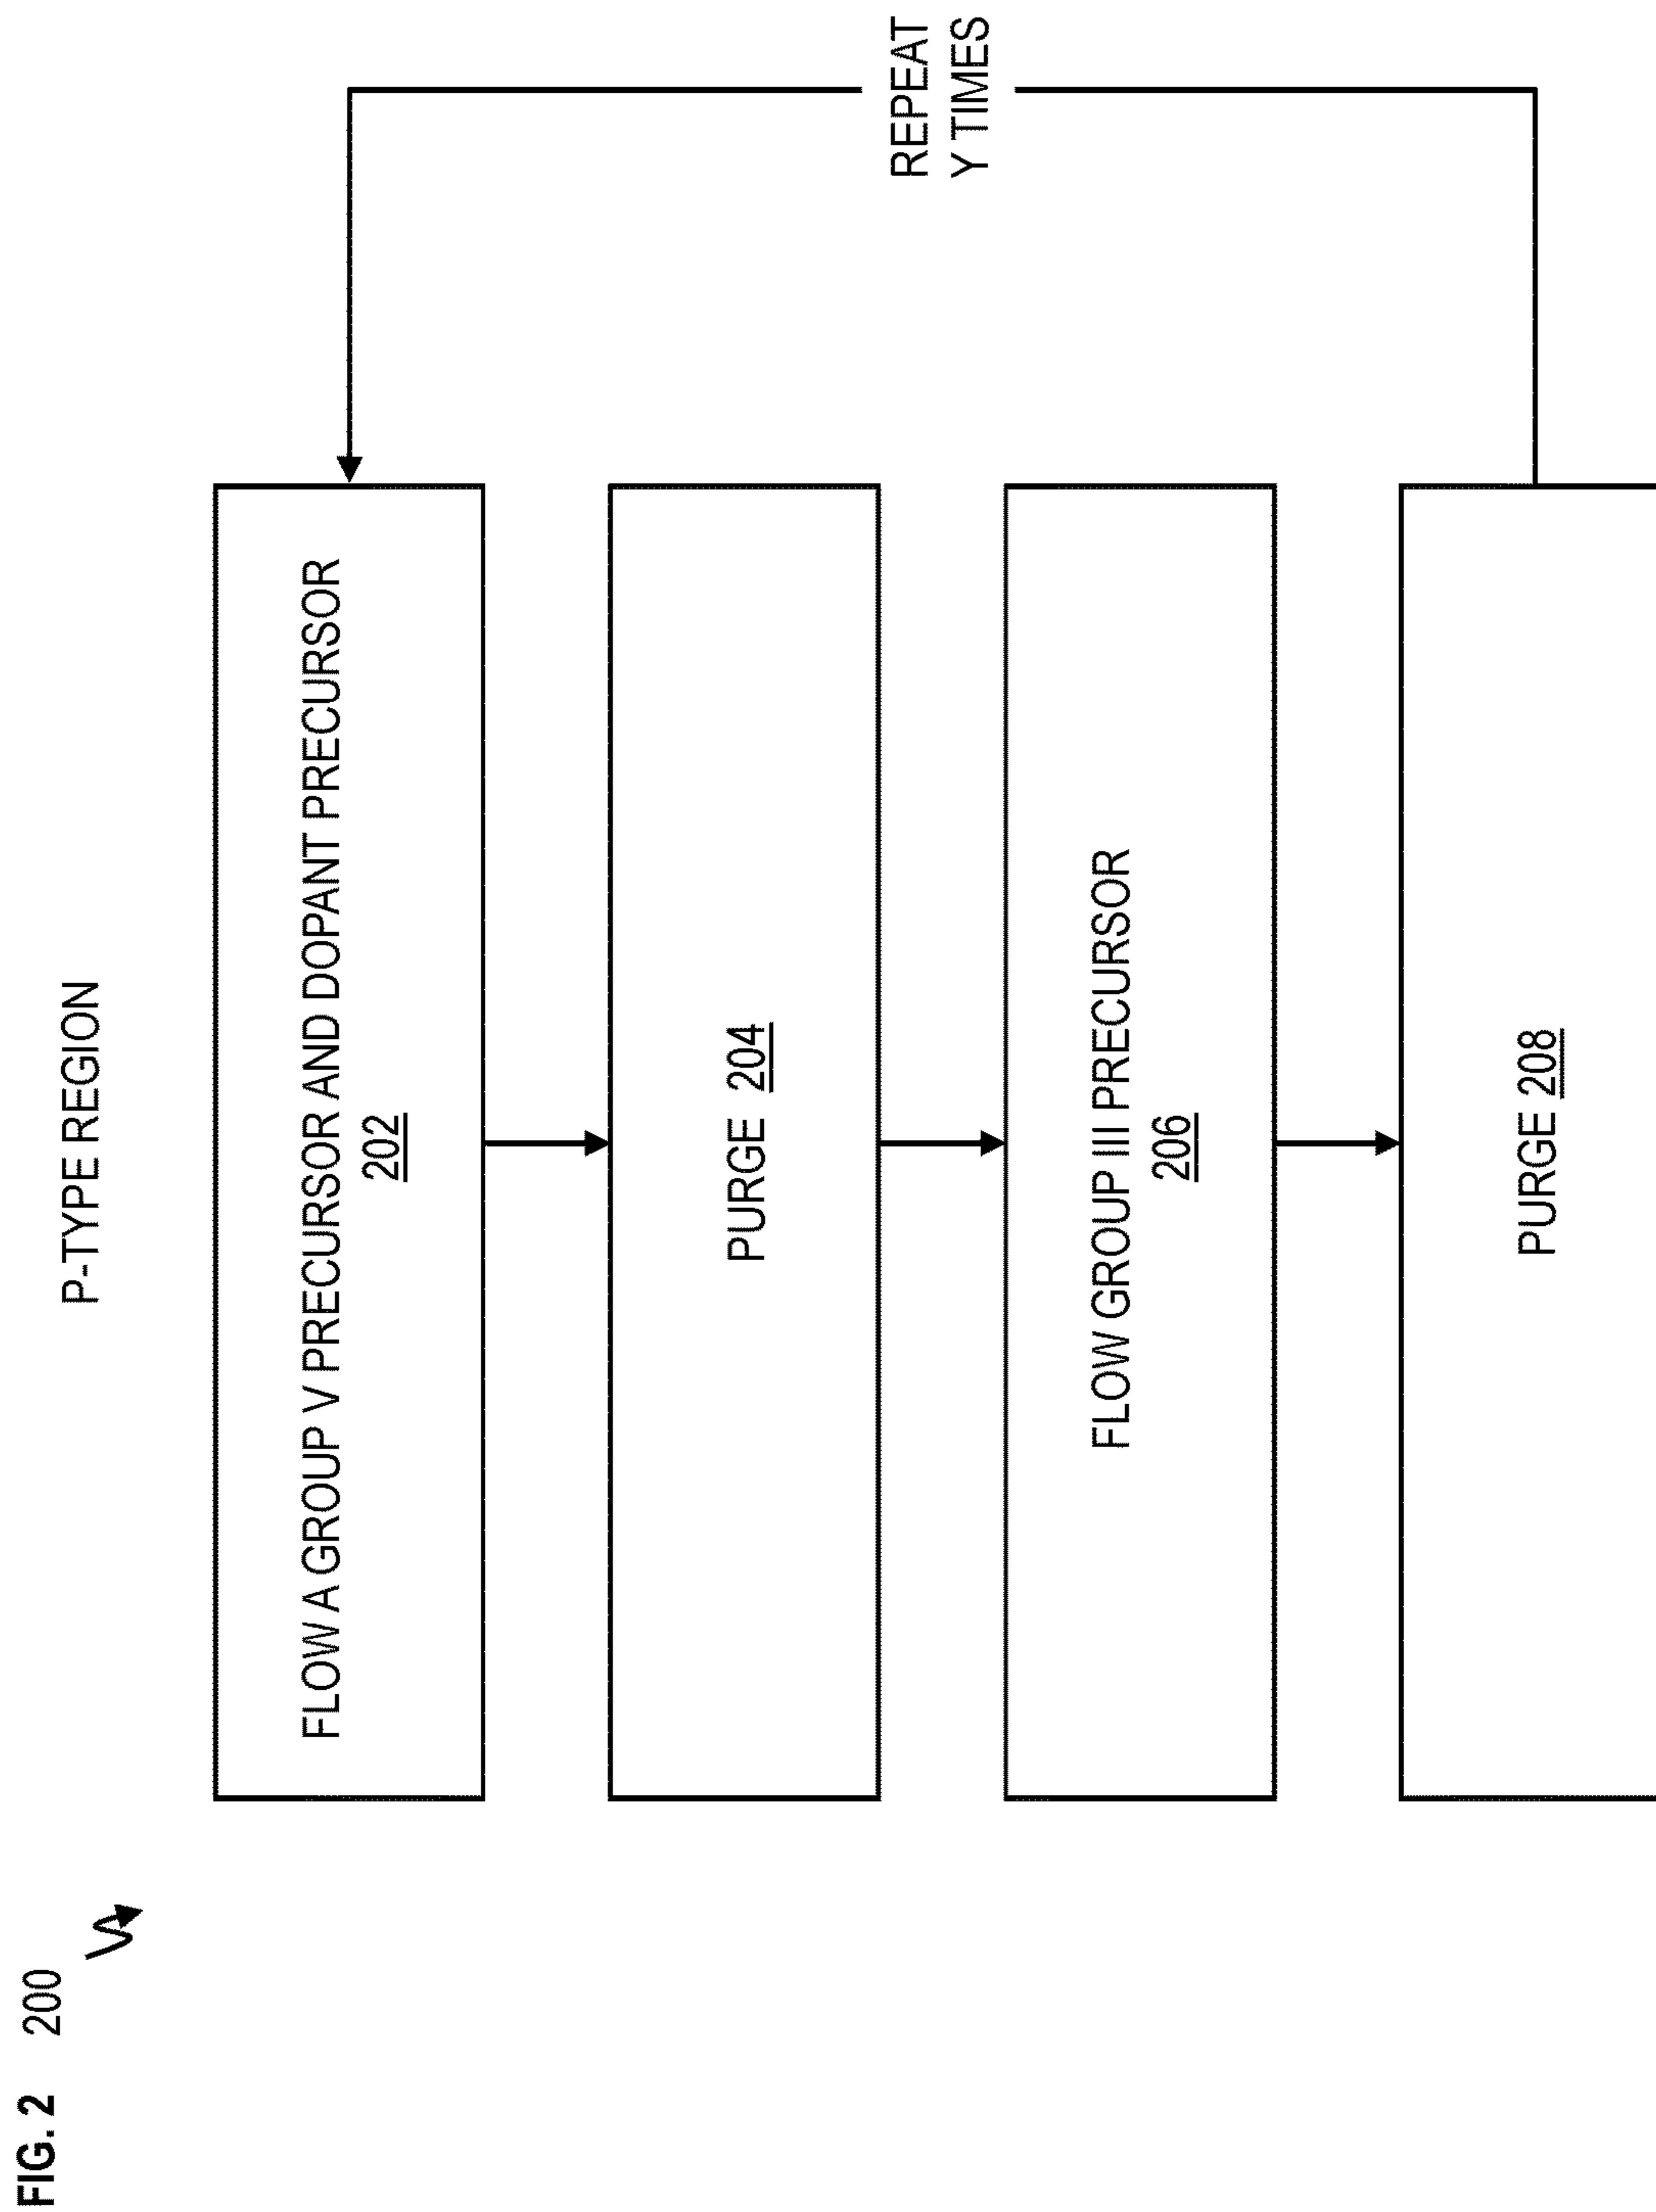 FIG. 2 200
P-TYPE REGION
FLOW A GROUP V PRECURSOR AND DOPANT PRECURSOR
202
PURGE 204
FLOW GROUP III PRECURSOR
206
PURGE 208
REPEAT
Y TIMES